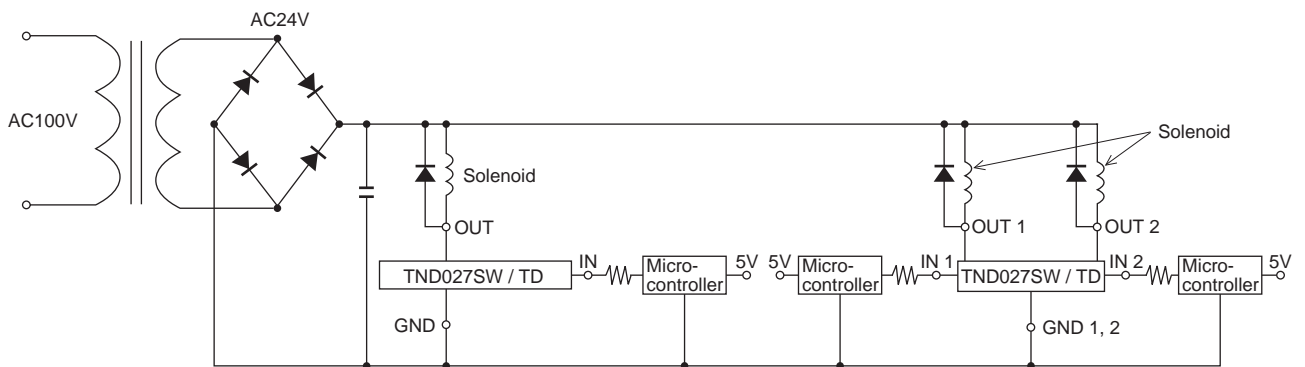 AC24V
AC100V
Solenoid
Solenoid
OUT
OUT 1
OUT 2
TND027SW / TD
IN
Micro-
controller
5V
5V
Micro-
controller
IN 1
TND027SW / TD
IN 2
Micro-
controller
5V
GND
GND 1, 2